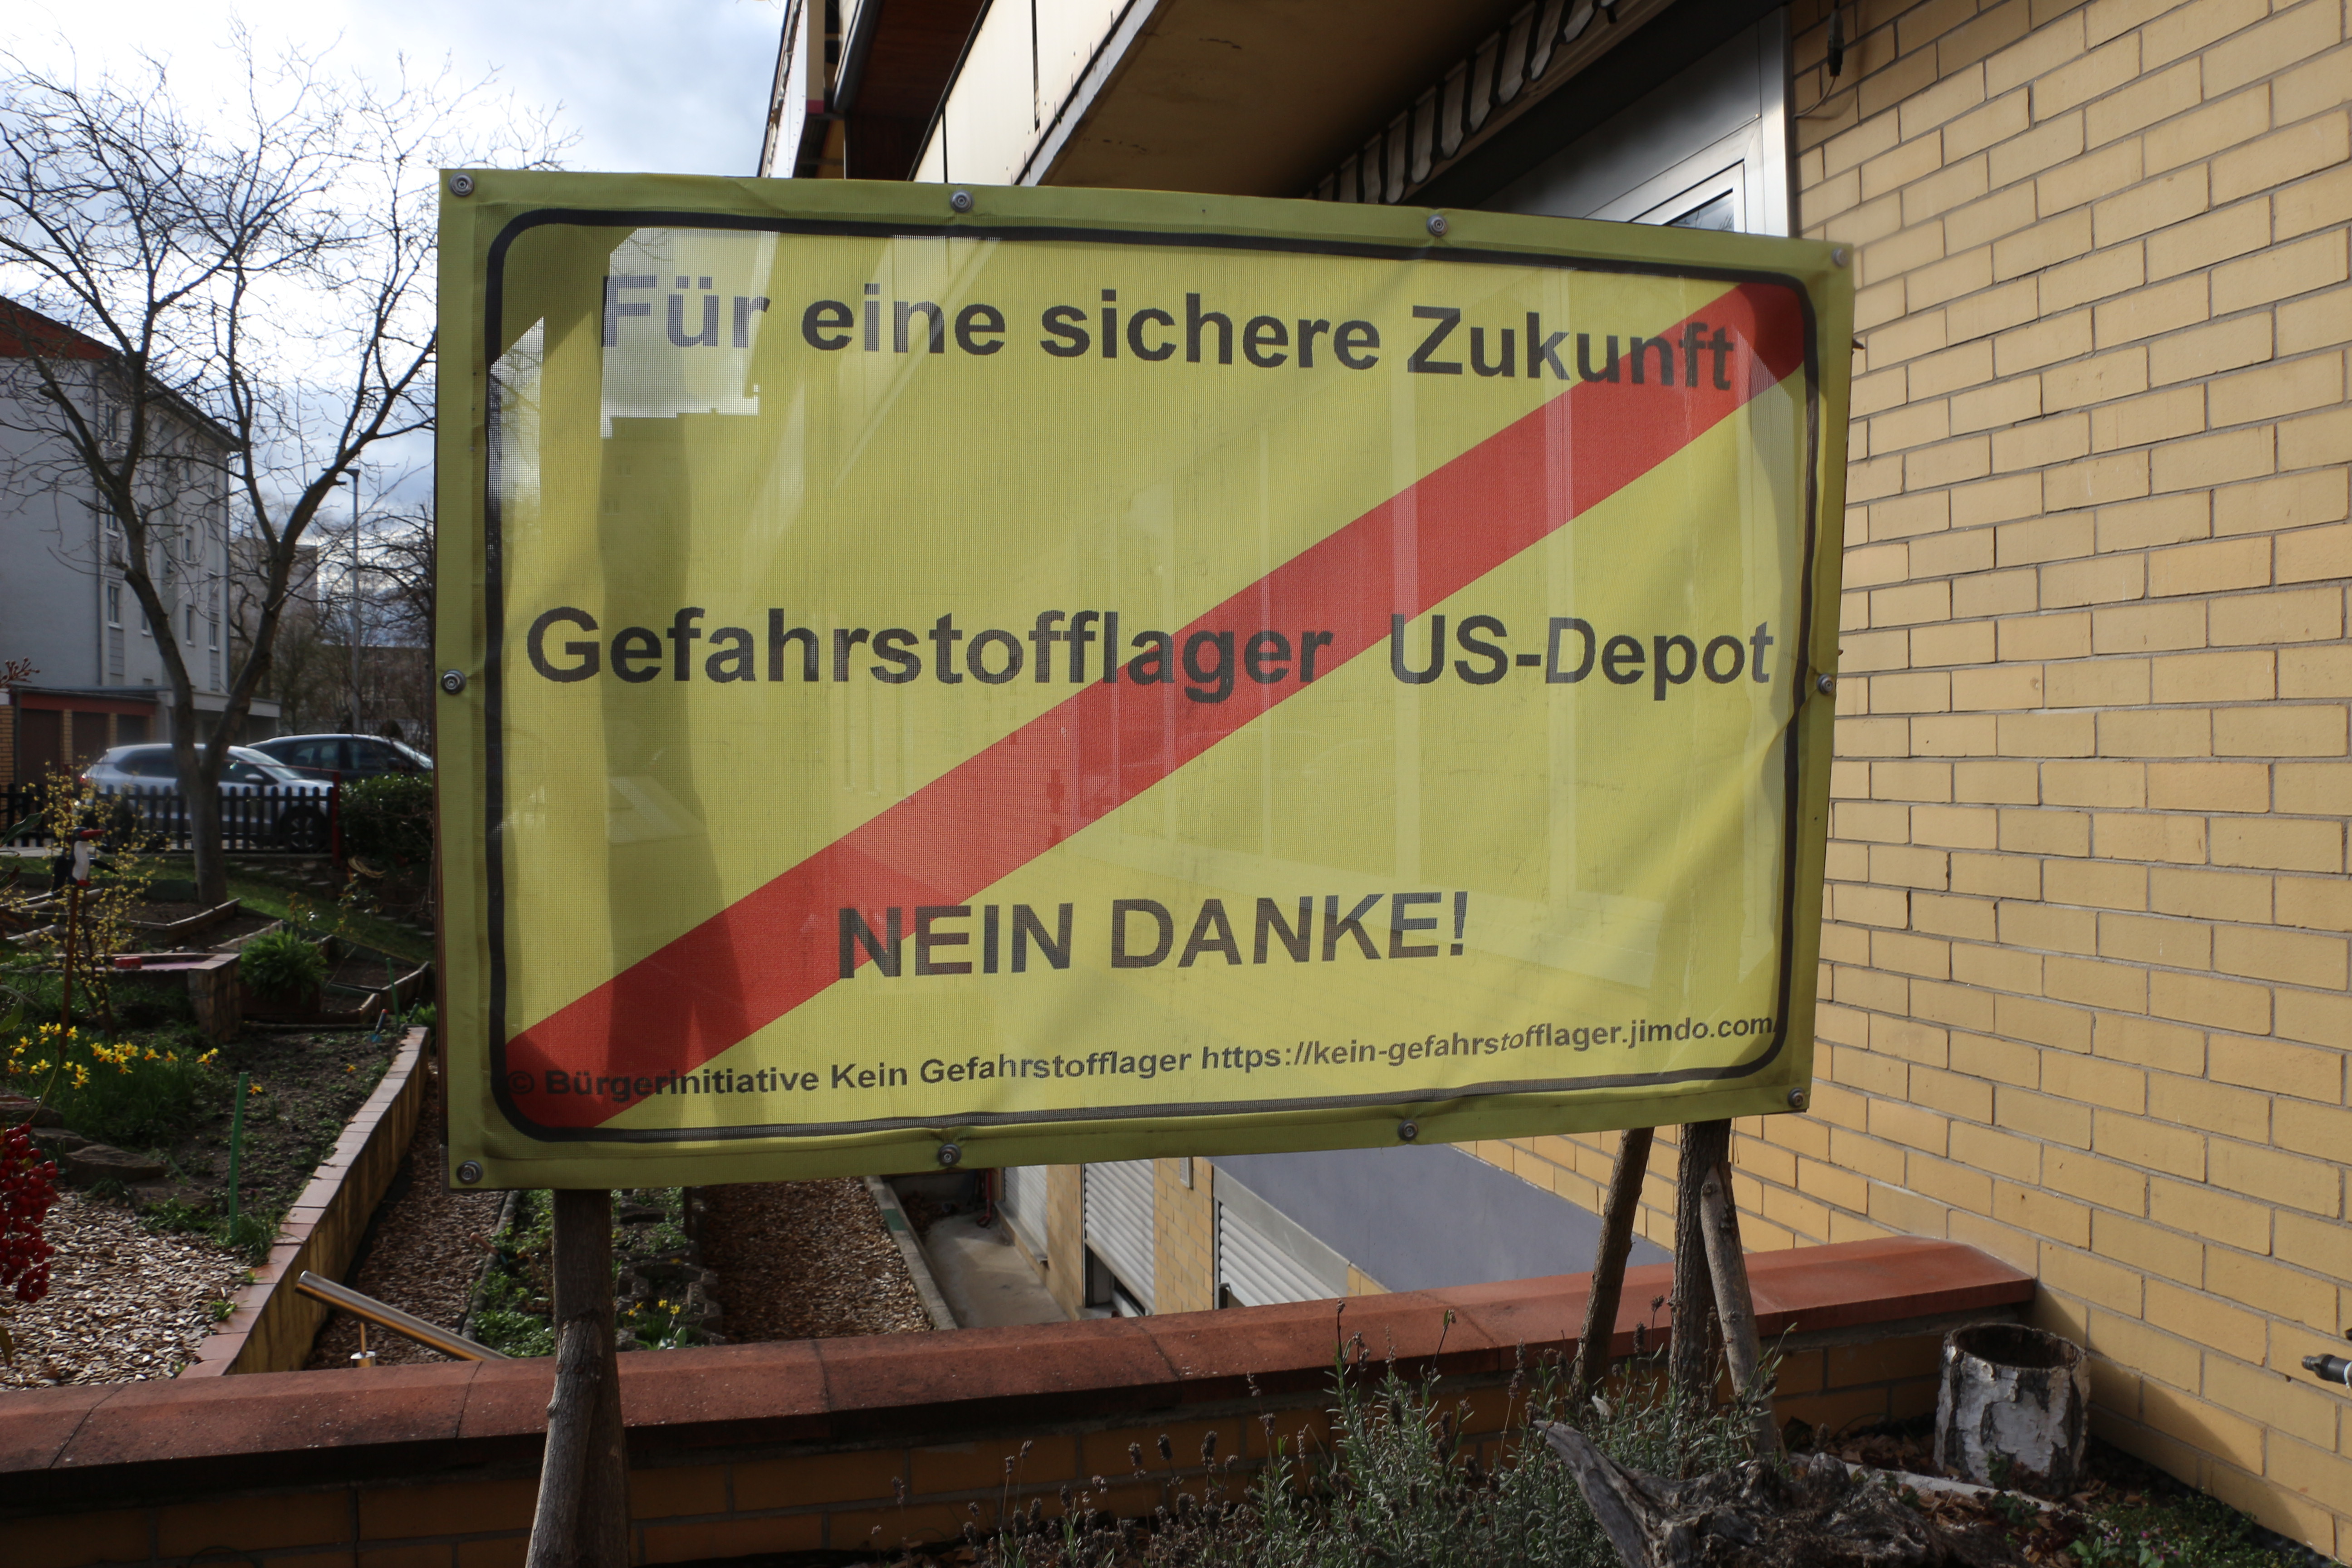 Für eine sichere Zukunft
Gefahrstofflager US-Depot
NEIN DANKE!
© Bürgerinitiative Kein Gefahrstofflager https://kein-gefahrstofflager.jimdo.com/